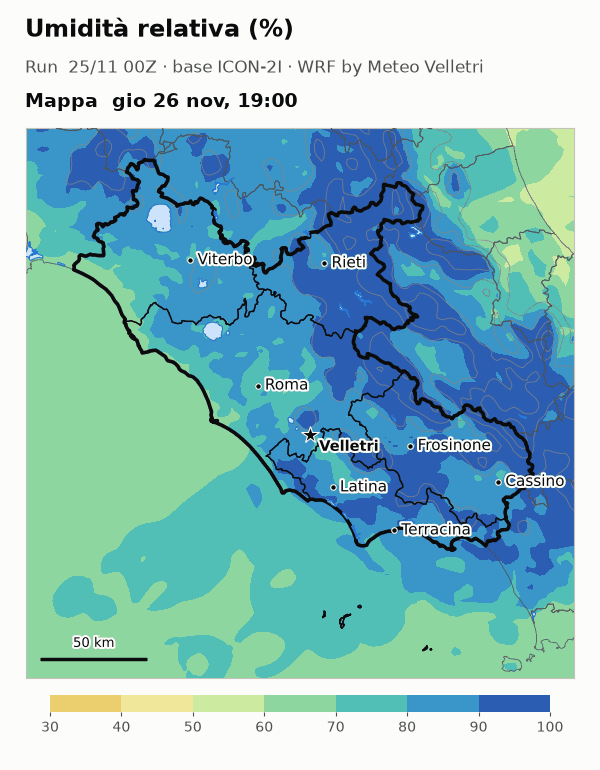 Umidità relativa (%)
Run  25/11 00Z · base ICON-2I · WRF by Meteo Velletri
Mappa  gio 26 nov, 19:00
Viterbo
Rieti
Roma
Velletri
Frosinone
Latina
Cassino
Terracina
50 km
30 40 50 60 70 80 90 100